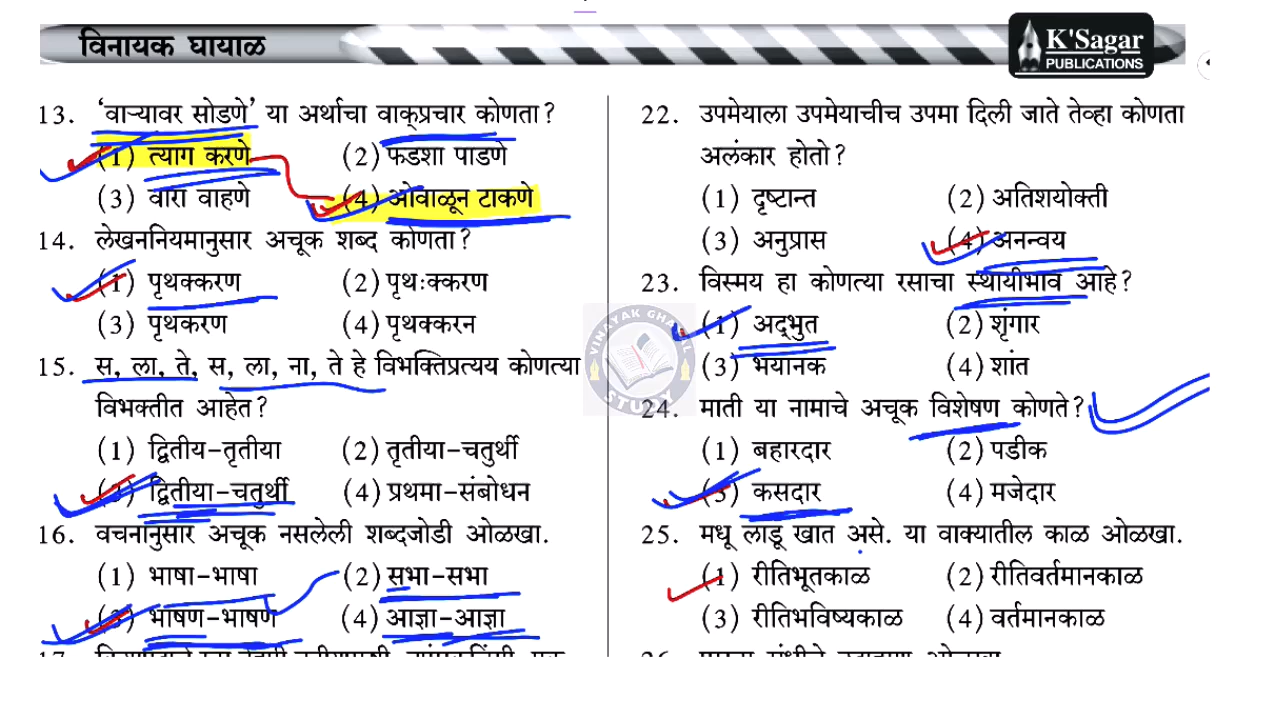 विनायक घायाळ
K'Sagar
PUBLICATIONS
13. 'वाऱ्यावर सोडणे' या अर्थाचा वाक्प्रचार कोणता?
(1) त्याग करणे (2) फडशा पाडणे
(3) वारा वाहणे (4) ओवाळून टाकणे
14. लेखननियमानुसार अचूक शब्द कोणता?
(1) पृथक्करण (2) पृथःक्करण
(3) पृथकरण (4) पृथक्करन
15. स, ला, ते, स, ला, ना, ते हे विभक्तिप्रत्यय कोणत्या
विभक्तीत आहेत?
(1) द्वितीय-तृतीया (2) तृतीया-चतुर्थी
(3) द्वितीया-चतुर्थी (4) प्रथमा-संबोधन
16. वचनानुसार अचूक नसलेली शब्दजोडी ओळखा.
(1) भाषा-भाषा (2) सभा-सभा
(3) भाषण-भाषणे (4) आज्ञा-आज्ञा
22. उपमेयाला उपमेयाचीच उपमा दिली जाते तेव्हा कोणता
अलंकार होतो?
(1) दृष्टान्त (2) अतिशयोक्ती
(3) अनुप्रास (4) अनन्वय
23. विस्मय हा कोणत्या रसाचा स्थायीभाव आहे?
(1) अद्‌भुत (2) शृंगार
(3) भयानक (4) शांत
24. माती या नामाचे अचूक विशेषण कोणते?
(1) बहारदार (2) पडीक
(3) कसदार (4) मजेदार
25. मधू लाडू खात असे. या वाक्यातील काळ ओळखा.
(1) रीतिभूतकाळ (2) रीतिवर्तमानकाळ
(3) रीतिभविष्यकाळ (4) वर्तमानकाळ
VINAYAK GHAYAL
STUDY